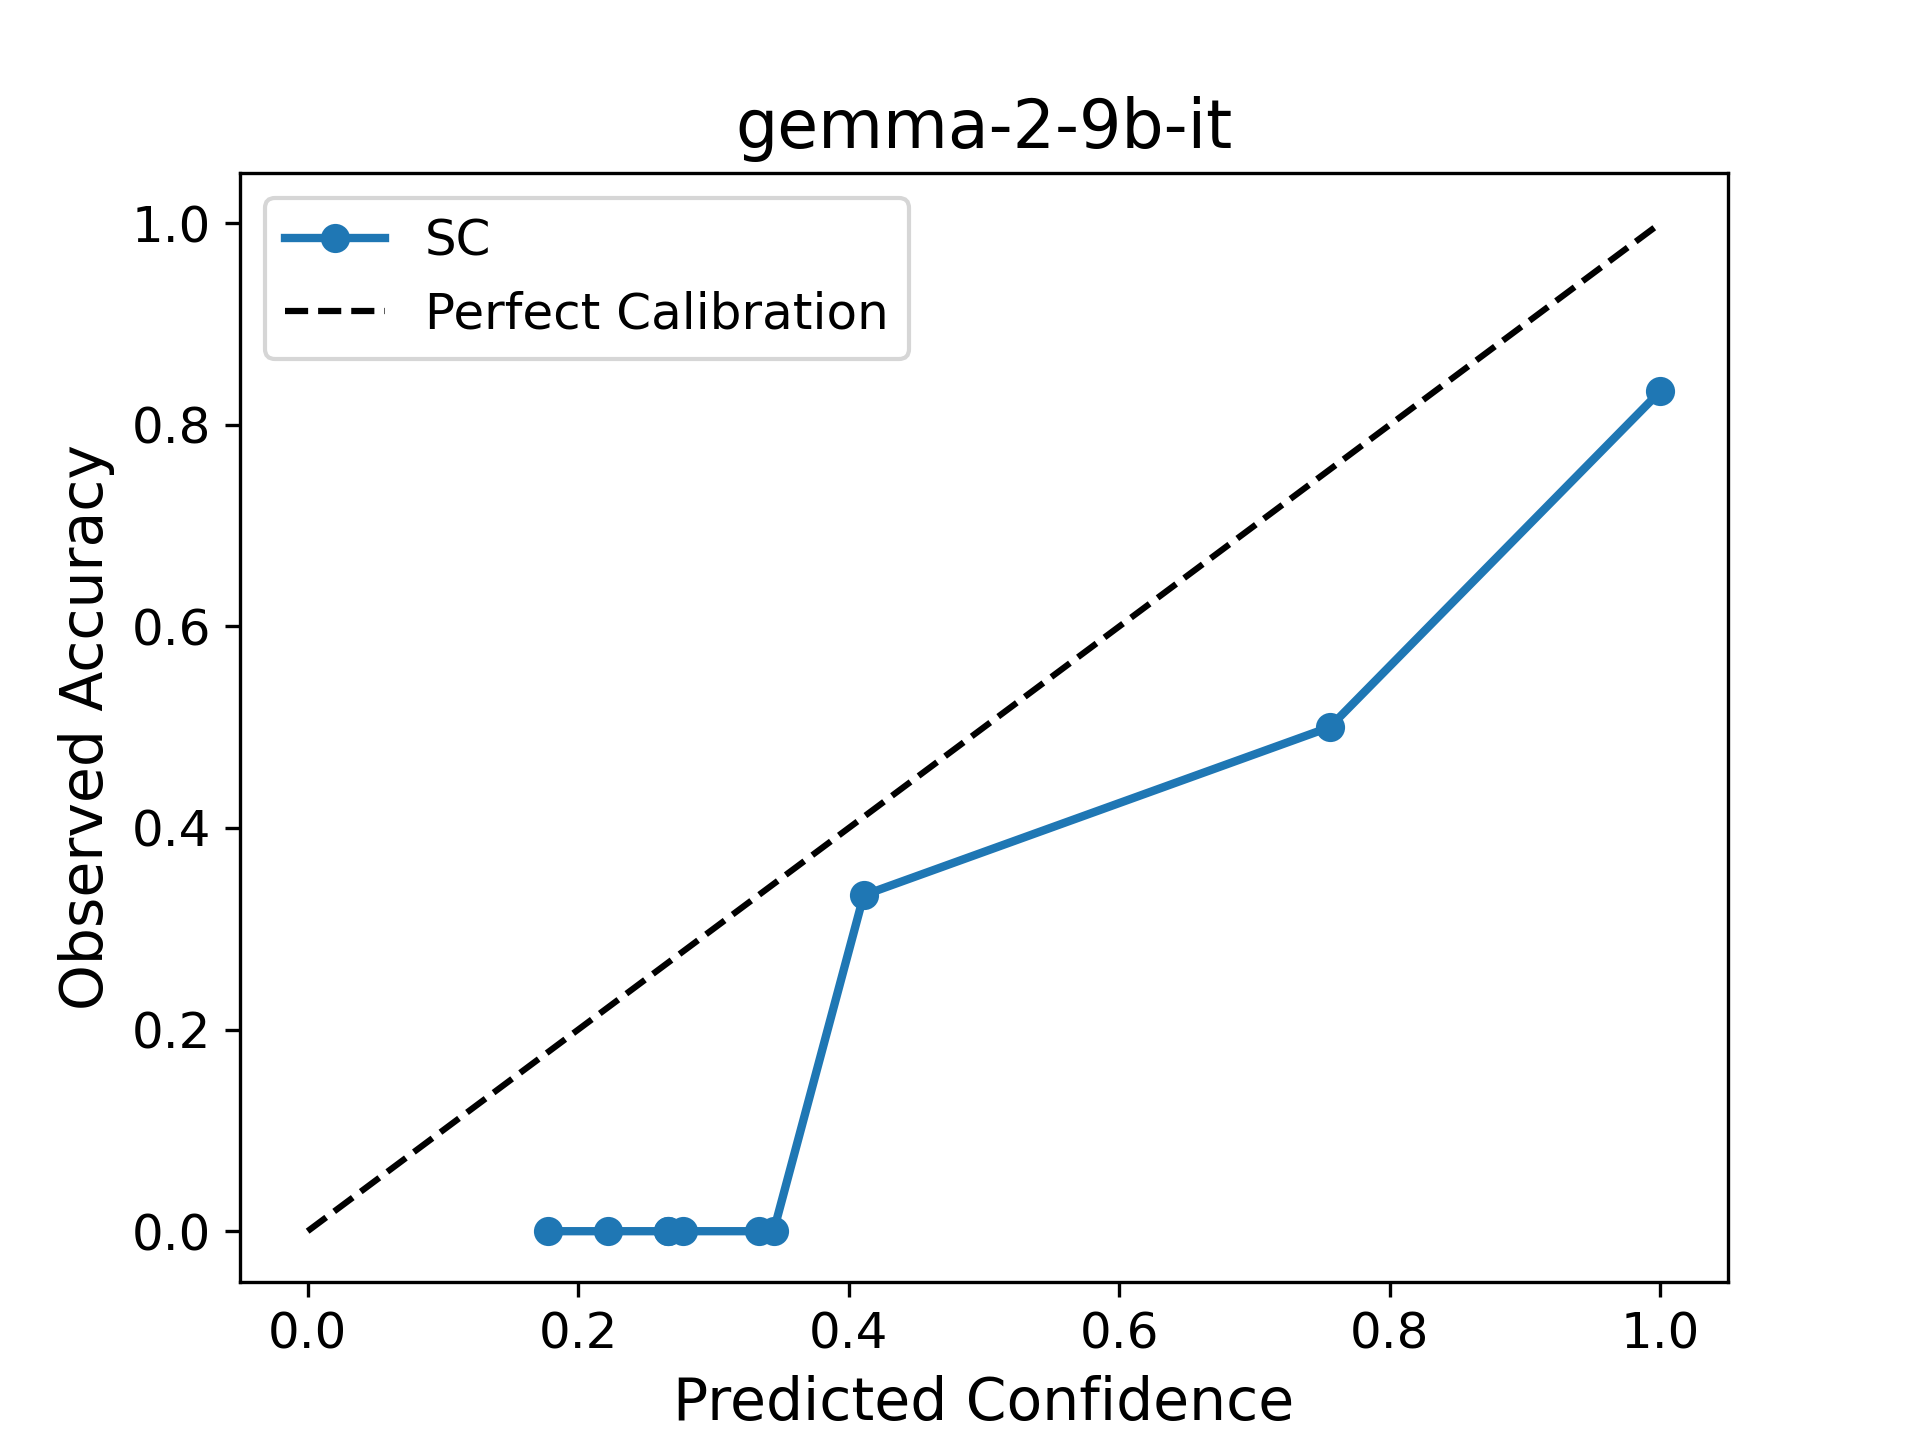 gemma-2-9b-it
SC
Perfect Calibration
1.0
0.8
0.6
0.4
0.2
0.0
Observed Accuracy
0.0 0.2 0.4 0.6 0.8 1.0
Predicted Confidence